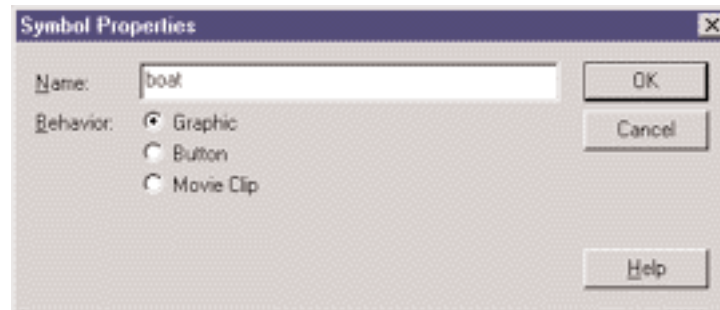 Symbol Properties
Name: boat OK
Behavior: Graphic Cancel
Button
Movie Clip
Help